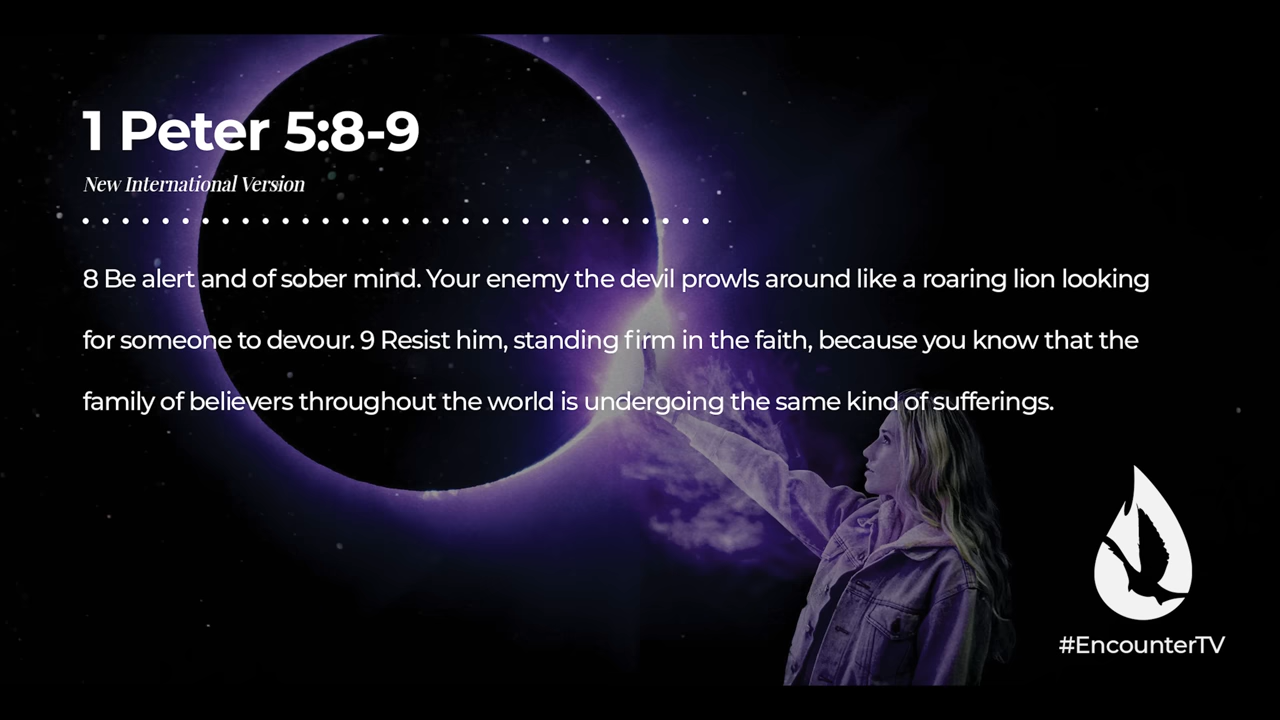 1 Peter 5:8-9
New International Version
8 Be alert and of sober mind. Your enemy the devil prowls around like a roaring lion looking
for someone to devour. 9 Resist him, standing firm in the faith, because you know that the
family of believers throughout the world is undergoing the same kind of sufferings.
#EncounterTV